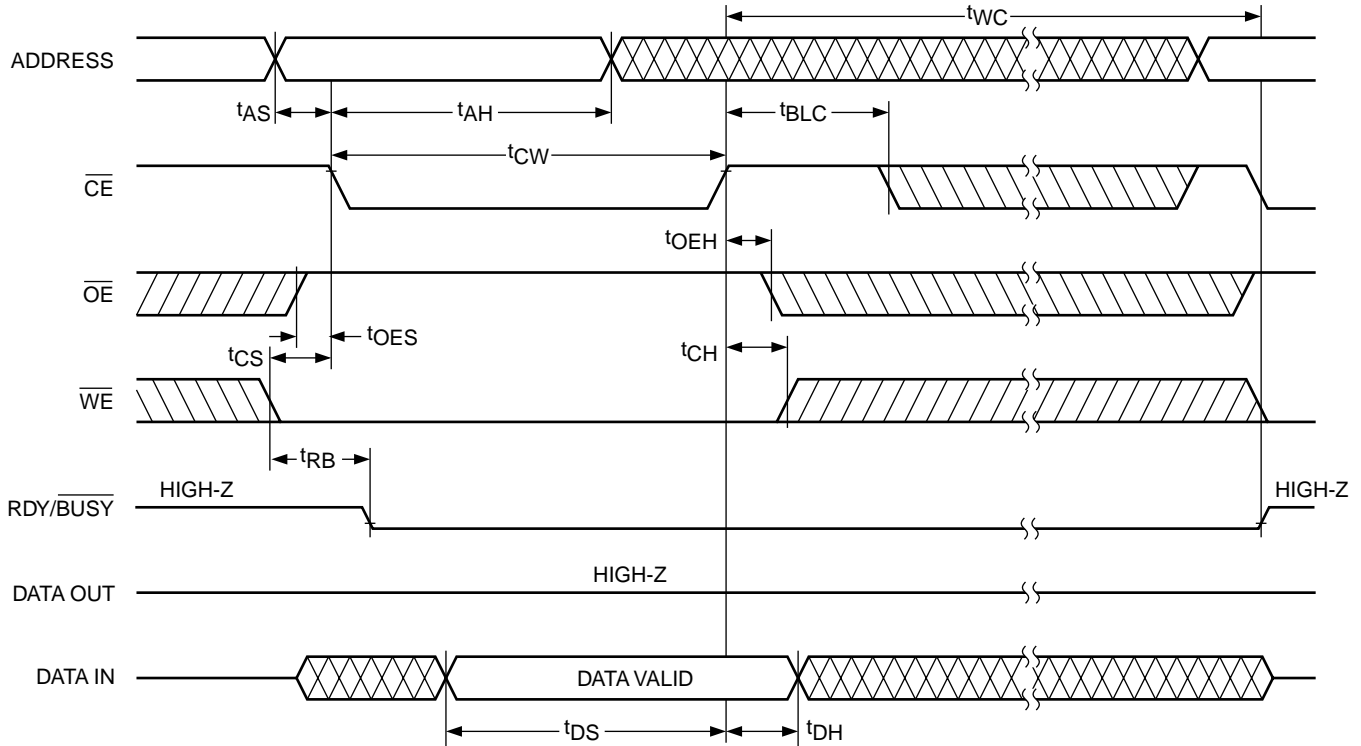 tWC
ADDRESS
tAS
tAH
tBLC
tCW
CE
tOEH
OE
tOES
tCS
tCH
WE
tRB
HIGH-Z
RDY/BUSY
HIGH-Z
HIGH-Z
DATA OUT
DATA IN
DATA VALID
tDS
tDH